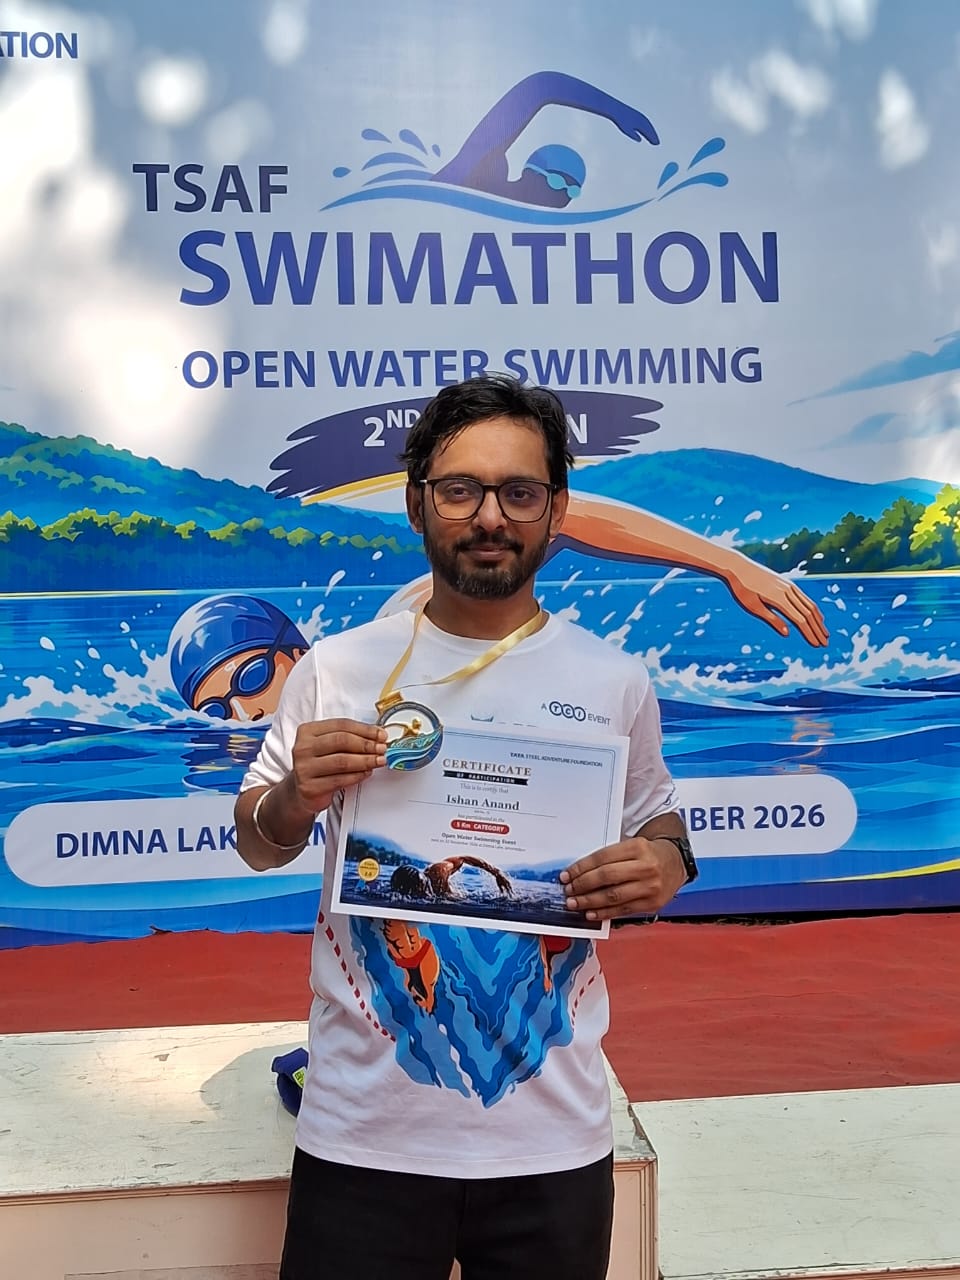 ATION
TSAF
SWIMATHON
OPEN WATER SWIMMING
2ND
DIMNA LAK
MBER 2026
A TCI EVENT
TATA STEEL ADVENTURE FOUNDATION
CERTIFICATE
OF PARTICIPATION
This is to certify that
Ishan Anand
has participated in the
5 Km CATEGORY
Open Water Swimming Event